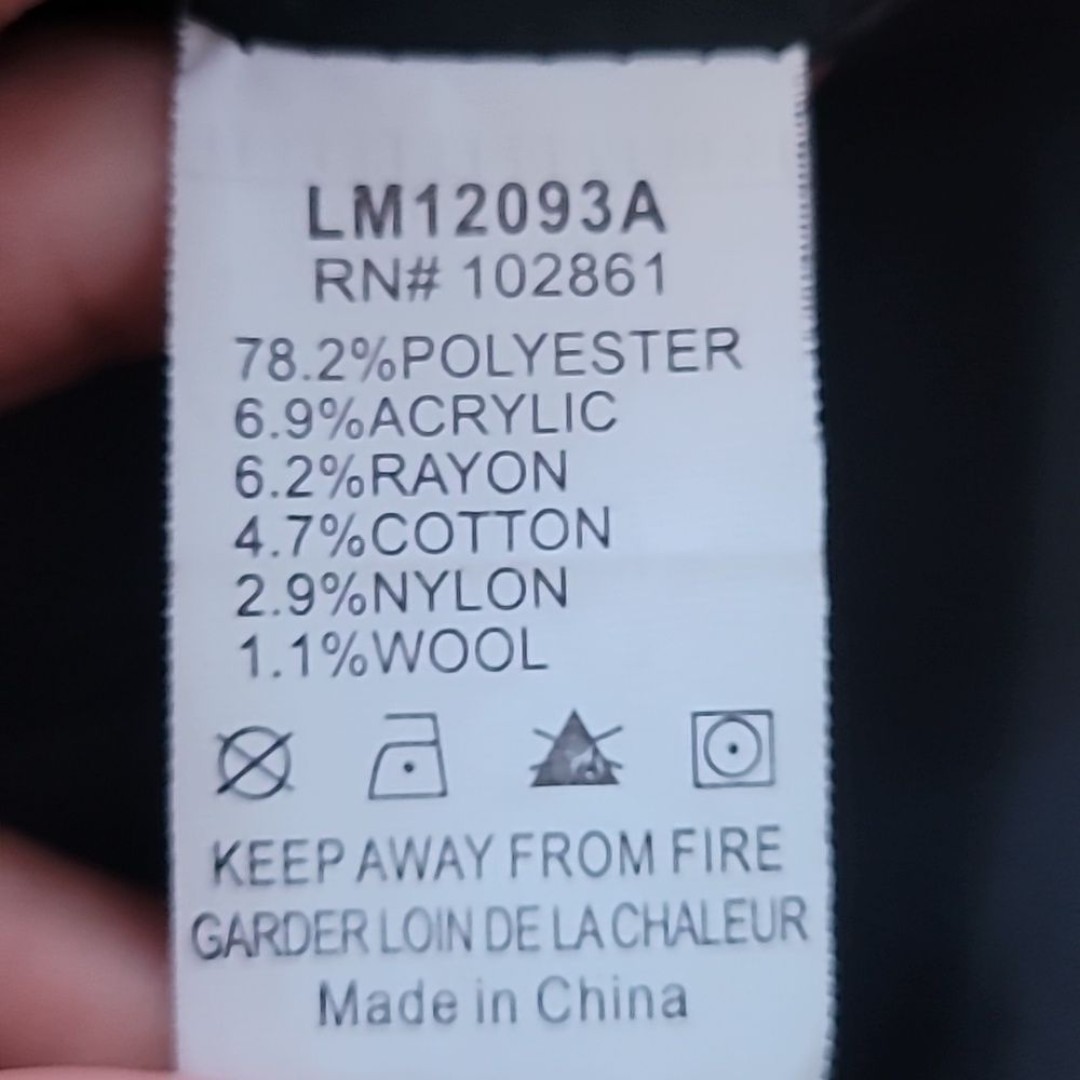 LM12093A
RN# 102861
78.2%POLYESTER
6.9%ACRYLIC
6.2%RAYON
4.7%COTTON
2.9%NYLON
1.1%WOOL
KEEP AWAY FROM FIRE
GARDER LOIN DE LA CHALEUR
Made in China